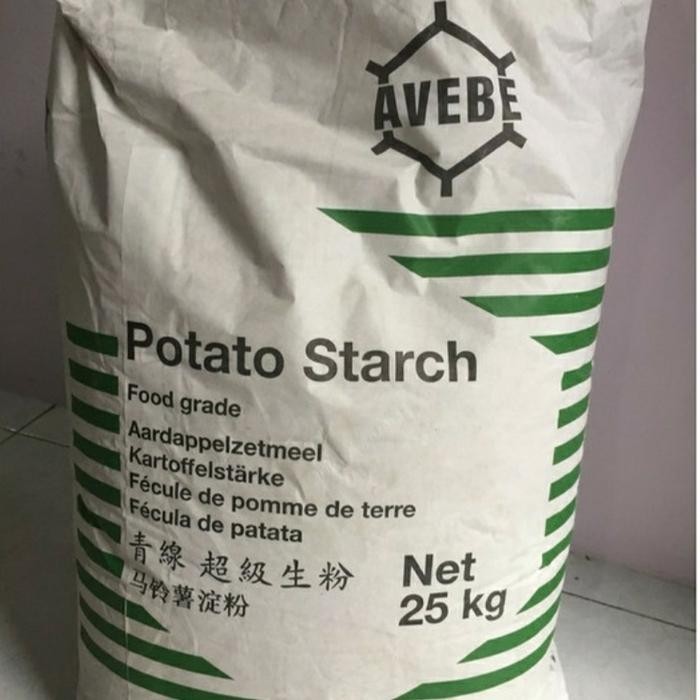 AVEBE
Potato Starch
Food grade
Aardappelzetmeel
Kartoffelstärke
Fécule de pomme de terre
Fécula de patata
青線 超級生粉
马铃薯淀粉
Net
25 kg